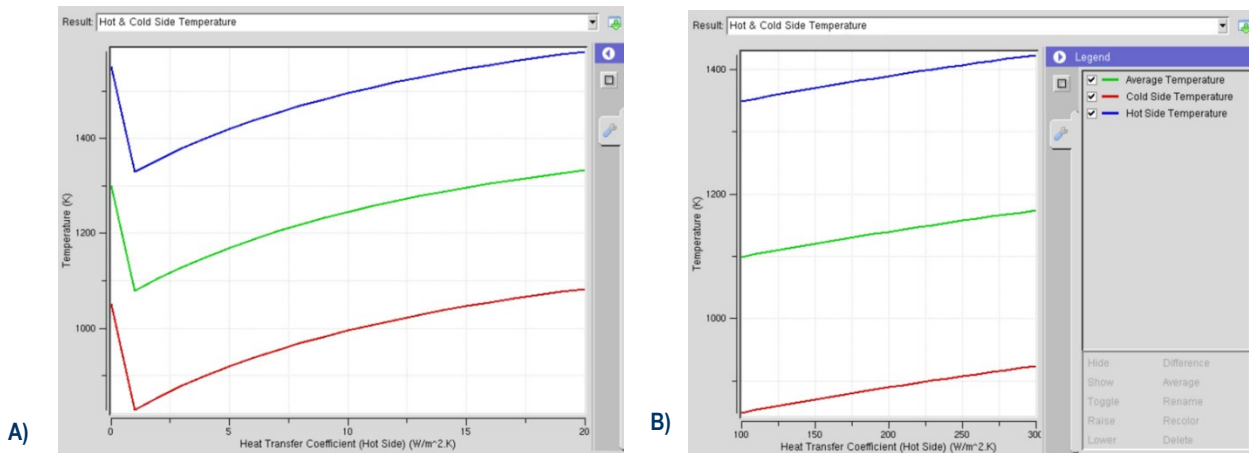 Result: Hot & Cold Side Temperature
1400
1200
1000
Temperature (K)
0 5 10 15 20
Heat Transfer Coefficient (Hot Side) (W/m^2.K)
A)
Result: Hot & Cold Side Temperature
1400
1200
1000
Temperature (K)
100 150 200 250 300
Heat Transfer Coefficient (Hot Side) (W/m^2.K)
B)
Legend
Average Temperature
Cold Side Temperature
Hot Side Temperature
Hide Difference
Show Average
Toggle Rename
Raise Recolor
Lower Delete